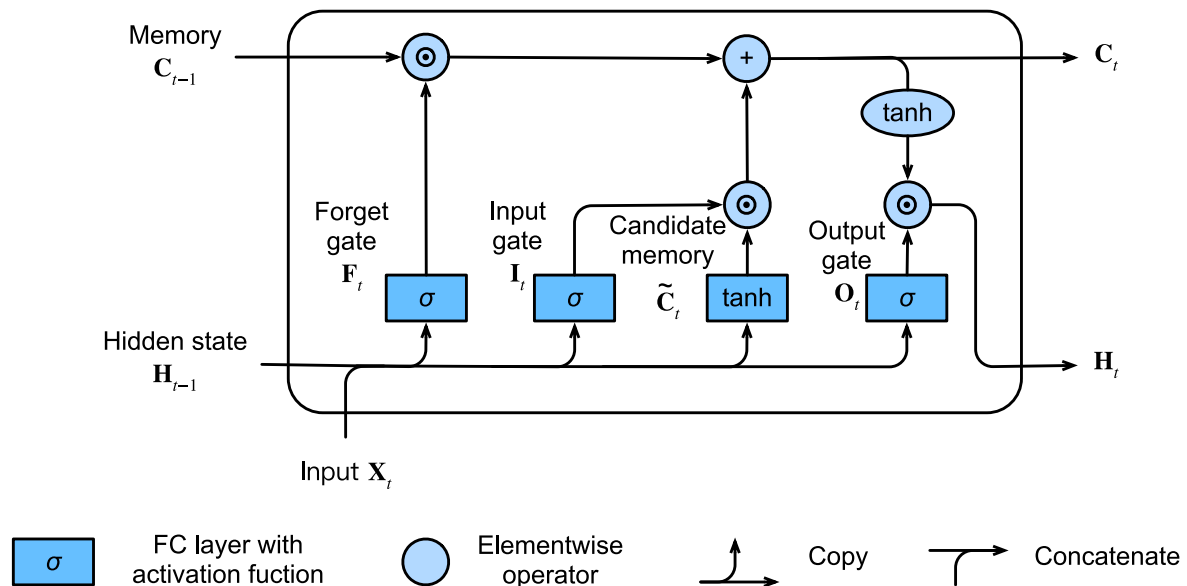 Memory
C_{t-1}
C_t
tanh
Forget
gate
F_t
Input
gate
I_t
Candidate
memory
C̃_t
Output
gate
O_t
σ
σ
tanh
σ
Hidden state
H_{t-1}
H_t
Input X_t
σ
FC layer with
activation fuction
Elementwise
operator
Copy
Concatenate